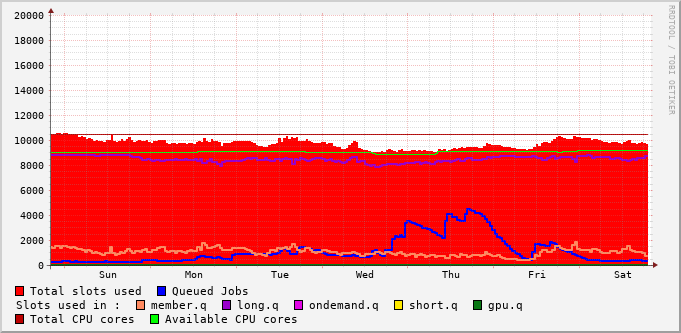 RRDTOOL / TOBI OETIKER
20000
18000
16000
14000
12000
10000
8000
6000
4000
2000
0
Sun Mon Tue Wed Thu Fri Sat
Total slots used Queued Jobs
Slots used in : member.q long.q ondemand.q short.q gpu.q
Total CPU cores Available CPU cores